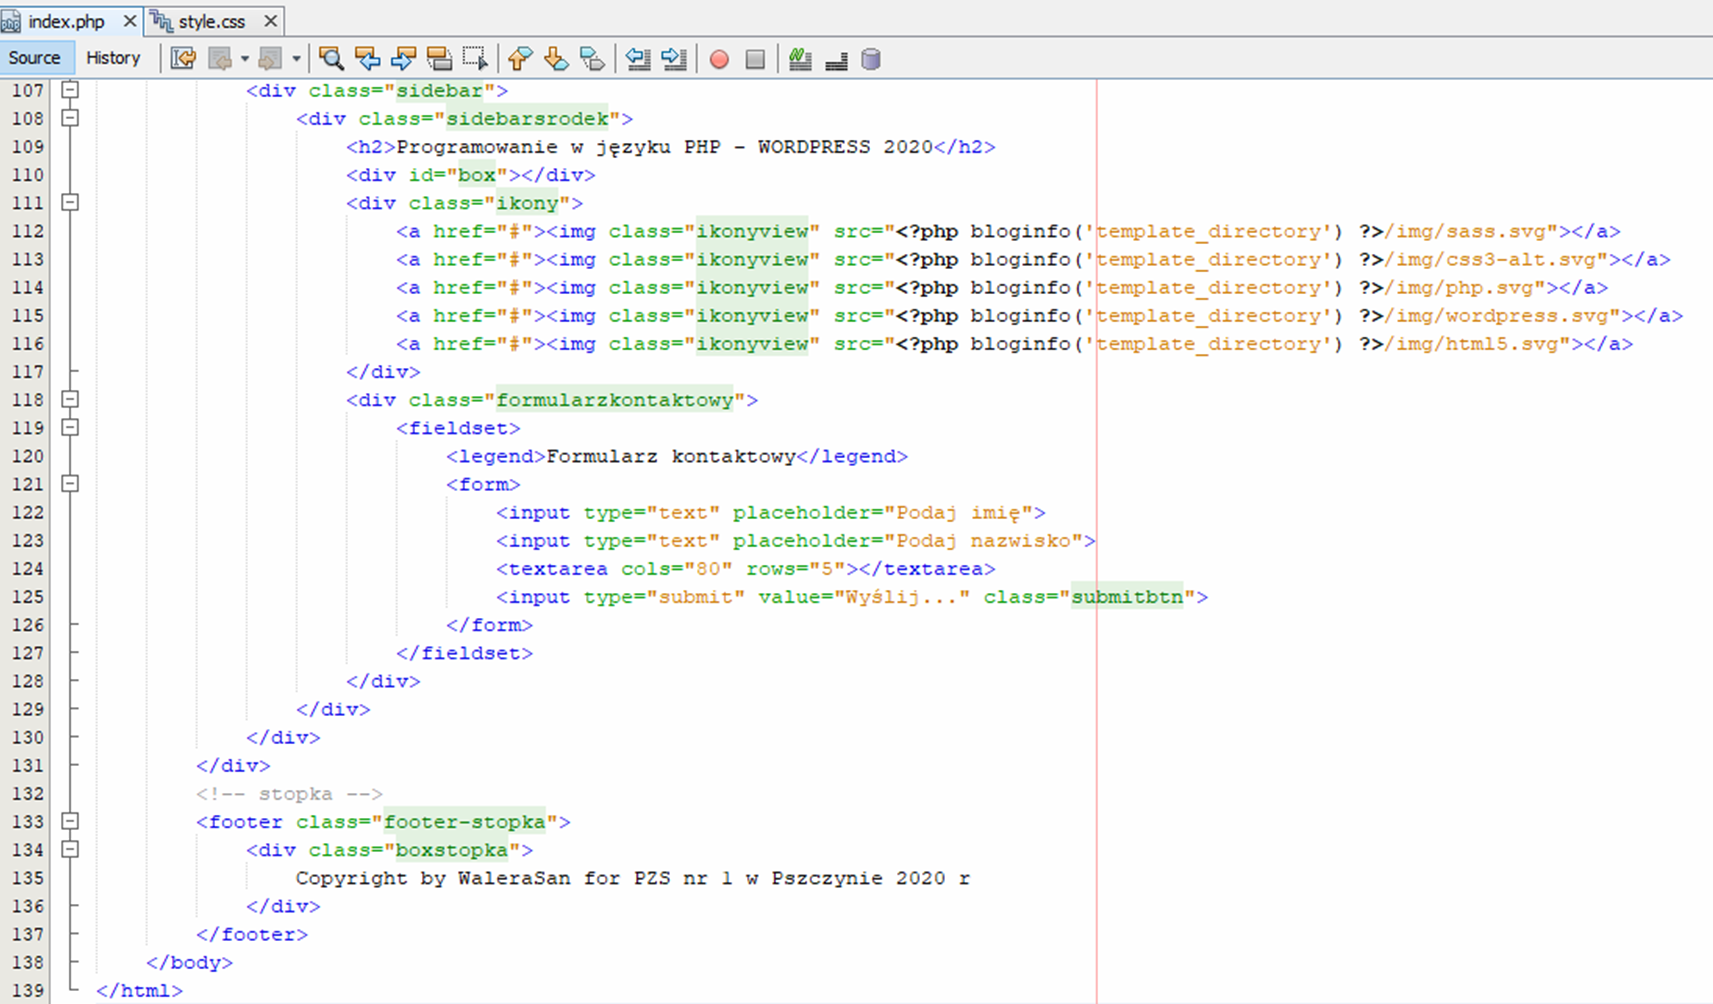 index.php
style.css
Source History
107 <div class="sidebar">
108 <div class="sidebarsrodek">
109 <h2>Programowanie w języku PHP - WORDPRESS 2020</h2>
110 <div id="box"></div>
111 <div class="ikony">
112 <a href="#"><img class="ikonyview" src="<?php bloginfo('template_directory') ?>/img/sass.svg"></a>
113 <a href="#"><img class="ikonyview" src="<?php bloginfo('template_directory') ?>/img/css3-alt.svg"></a>
114 <a href="#"><img class="ikonyview" src="<?php bloginfo('template_directory') ?>/img/php.svg"></a>
115 <a href="#"><img class="ikonyview" src="<?php bloginfo('template_directory') ?>/img/wordpress.svg"></a>
116 <a href="#"><img class="ikonyview" src="<?php bloginfo('template_directory') ?>/img/html5.svg"></a>
117 </div>
118 <div class="formularzkontaktowy">
119 <fieldset>
120 <legend>Formularz kontaktowy</legend>
121 <form>
122 <input type="text" placeholder="Podaj imię">
123 <input type="text" placeholder="Podaj nazwisko">
124 <textarea cols="80" rows="5"></textarea>
125 <input type="submit" value="Wyślij..." class="submitbtn">
126 </form>
127 </fieldset>
128 </div>
129 </div>
130 </div>
131 </div>
132 <!-- stopka -->
133 <footer class="footer-stopka">
134 <div class="boxstopka">
135 Copyright by WaleraSan for PZS nr 1 w Pszczynie 2020 r
136 </div>
137 </footer>
138 </body>
139 </html>